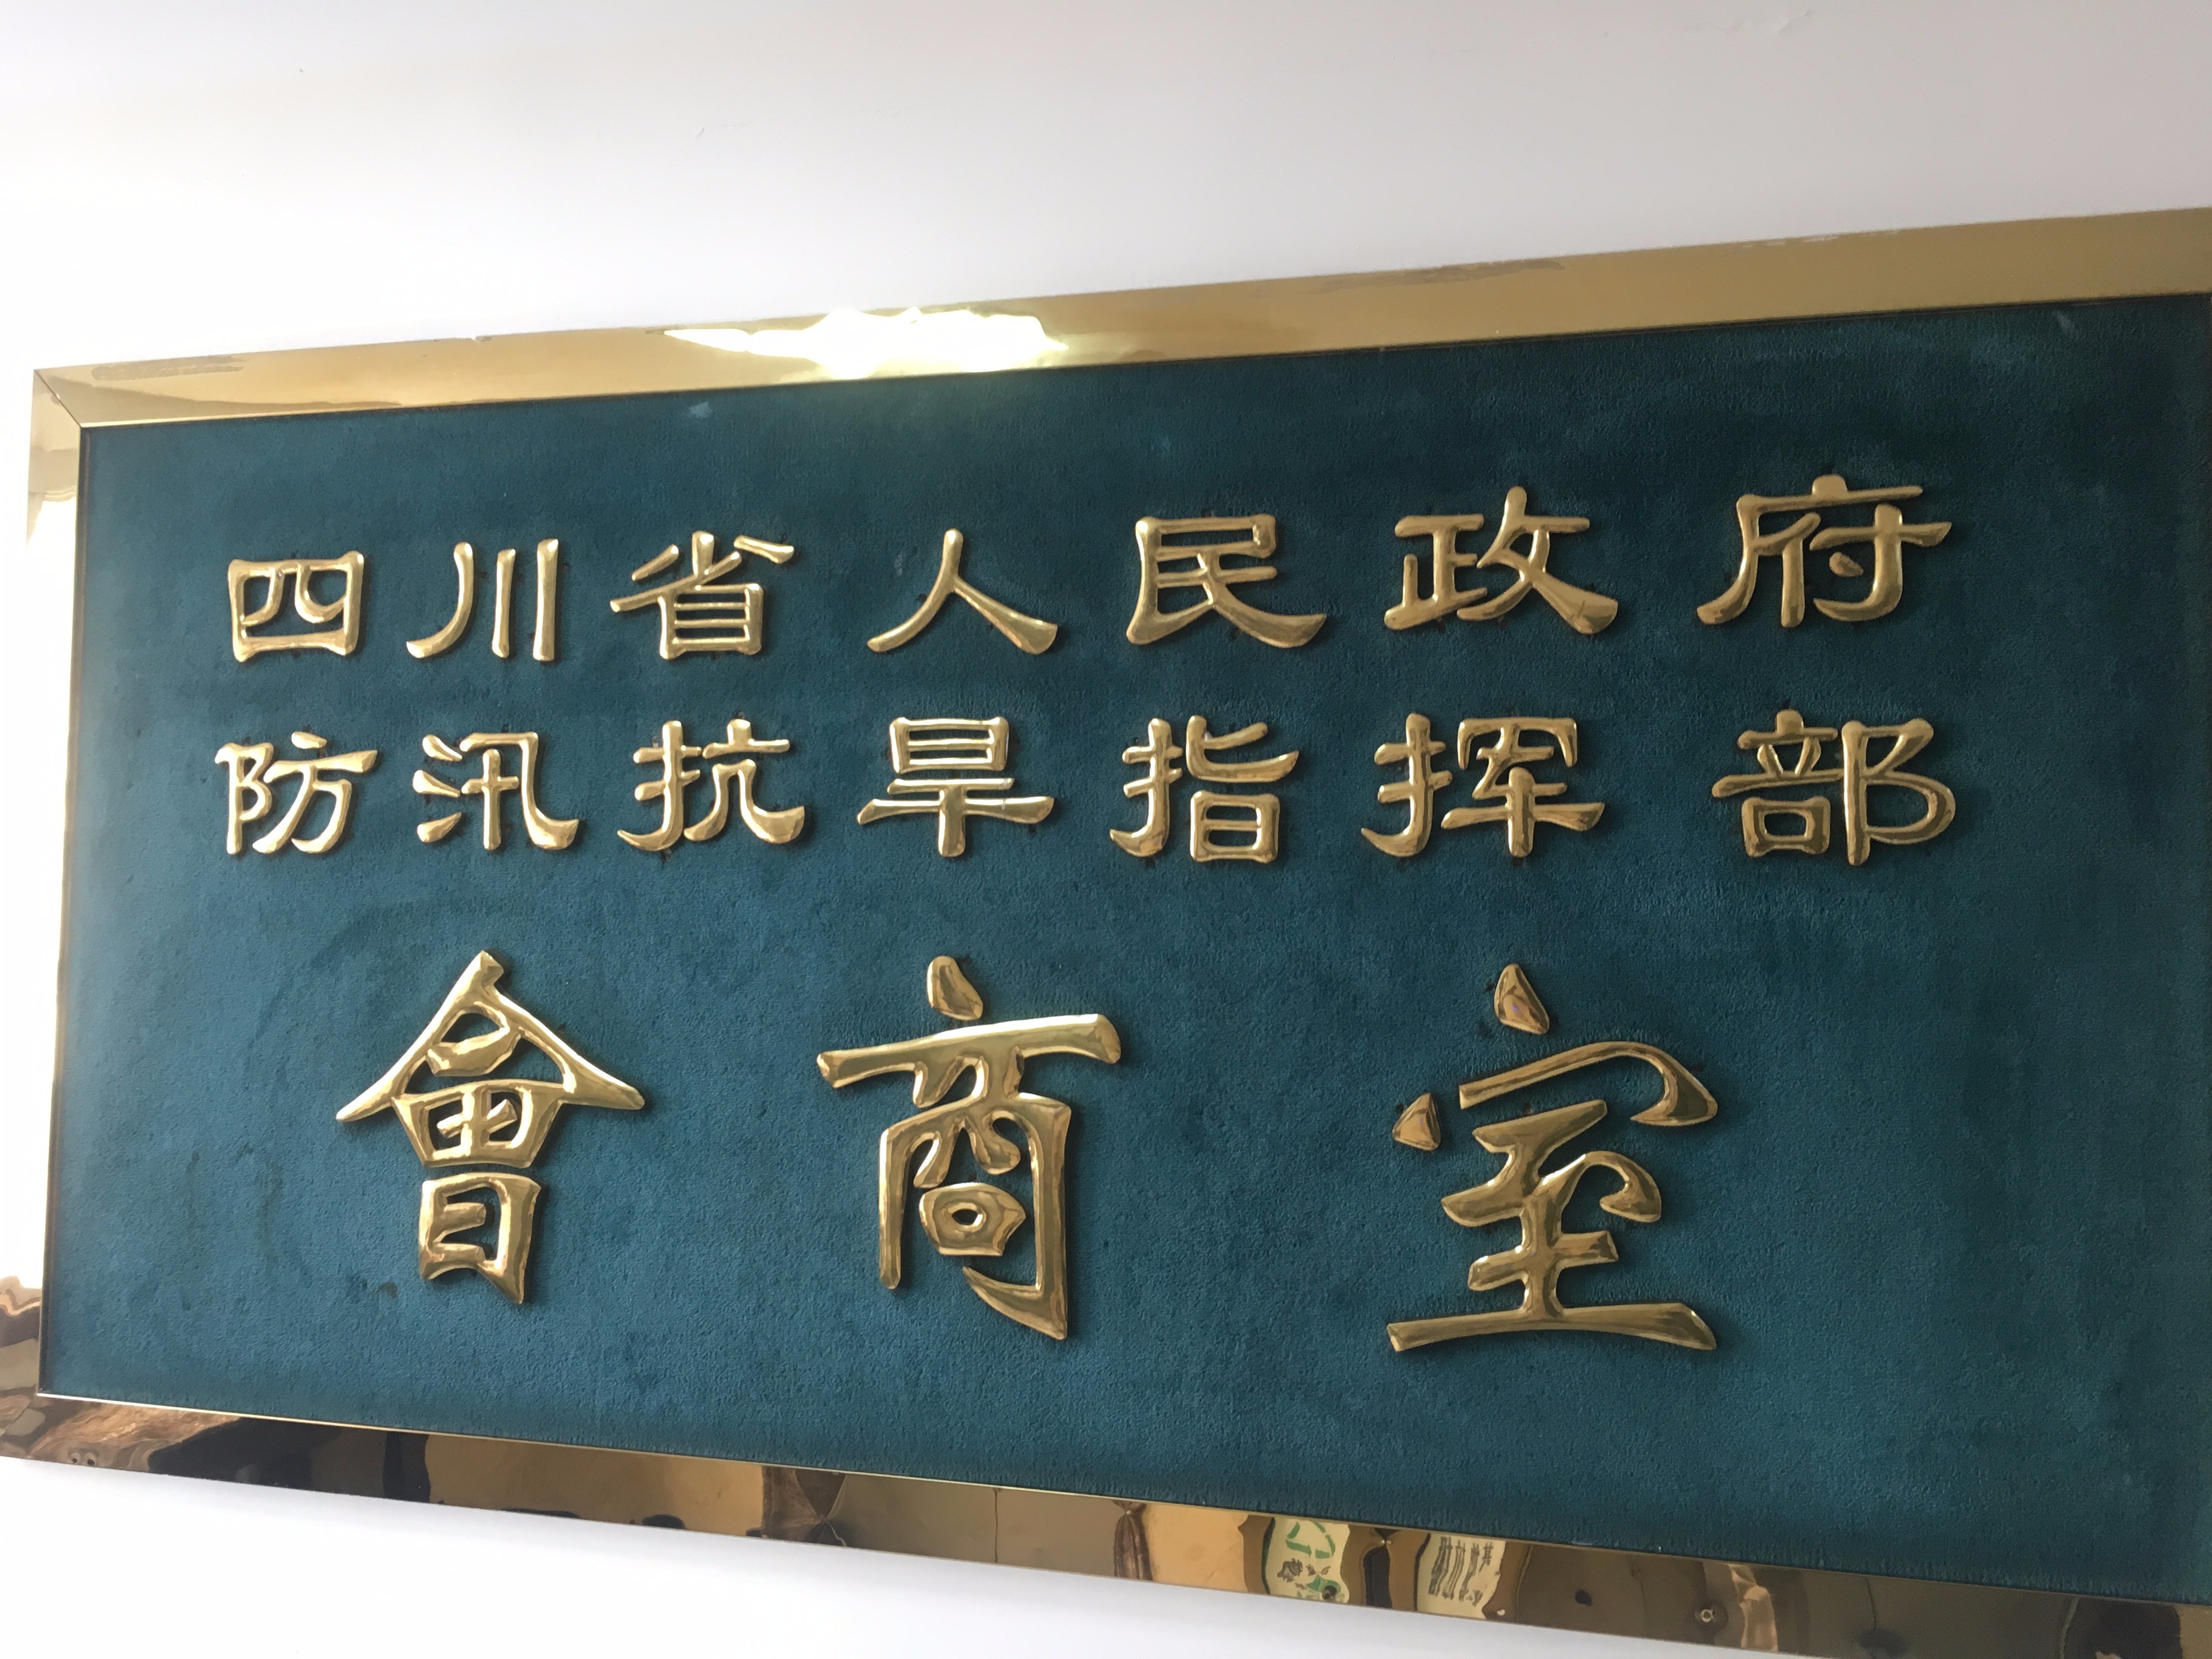 四川省人民政府
防汛抗旱指挥部
會商室